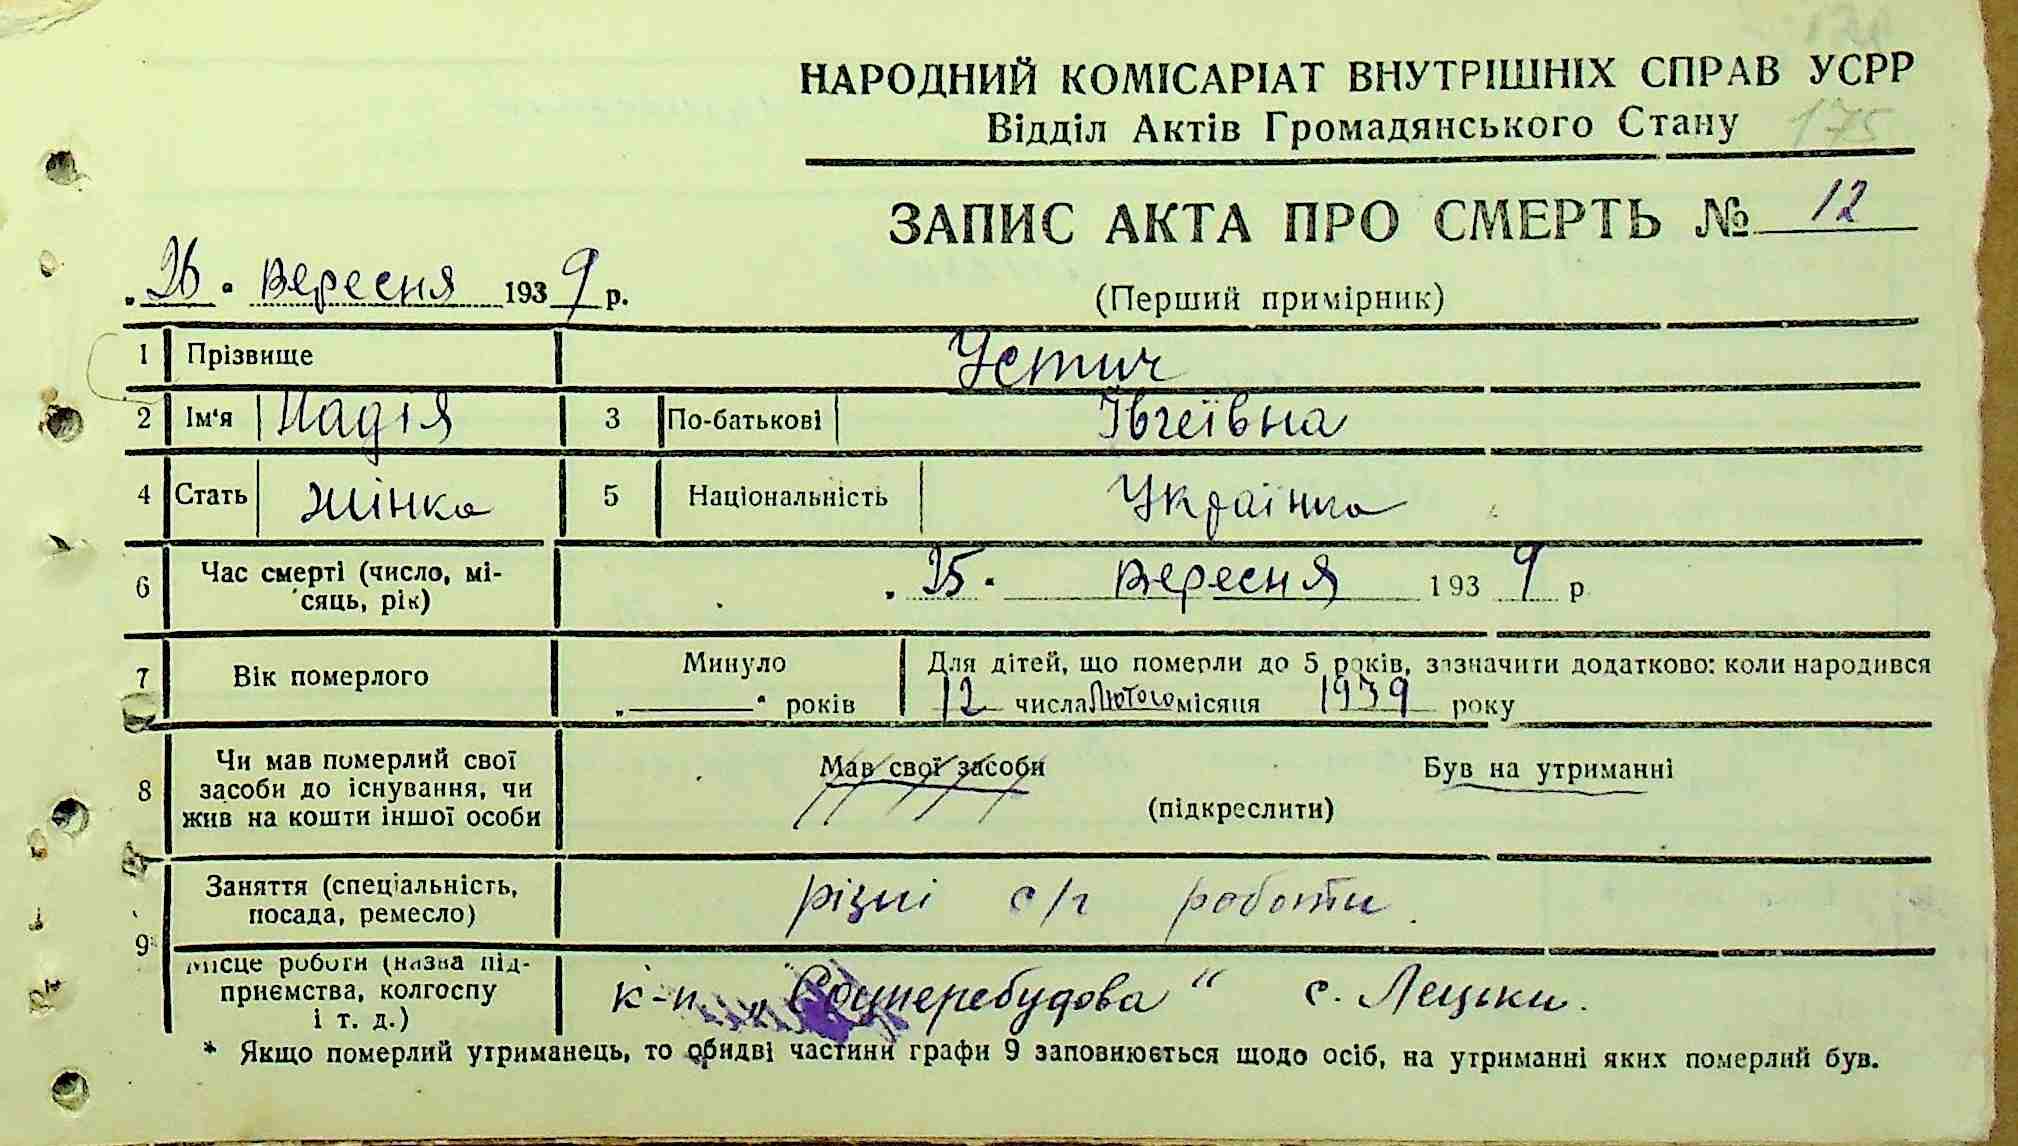 НАРОДНИЙ КОМІСАРІАТ ВНУТРІШНІХ СПРАВ УСРР
Відділ Актів Громадянського Стану 175
ЗАПИС АКТА ПРО СМЕРТЬ № 12
„26" вересня 1939 р.
(Перший примірник)
1 Прізвище Устич
2 Ім'я Надія 3 По-батькові Івгеївна
4 Стать жінка 5 Національність Українка
6 Час смерті (число, мі-
сяць, рік) „25" вересня 1939 р
7 Вік померлого Минуло „—" років Для дітей, що померли до 5 років, зазначити додатково: коли народився
12 числа Лютого місяця 1939 року
8 Чи мав померлий свої
засоби до існування, чи
жив на кошти іншої особи
Мав свої засоби Був на утриманні
(підкреслити)
9 Заняття (спеціальність,
посада, ремесло) різні с/г роботи.
Місце роботи (назва під-
приємства, колгоспу
і т. д.) к-п „Соцперебудова" с. Лецьки.
* Якщо померлий утриманець, то обидві частини графи 9 заповнюється щодо осіб, на утриманні яких померлий був.